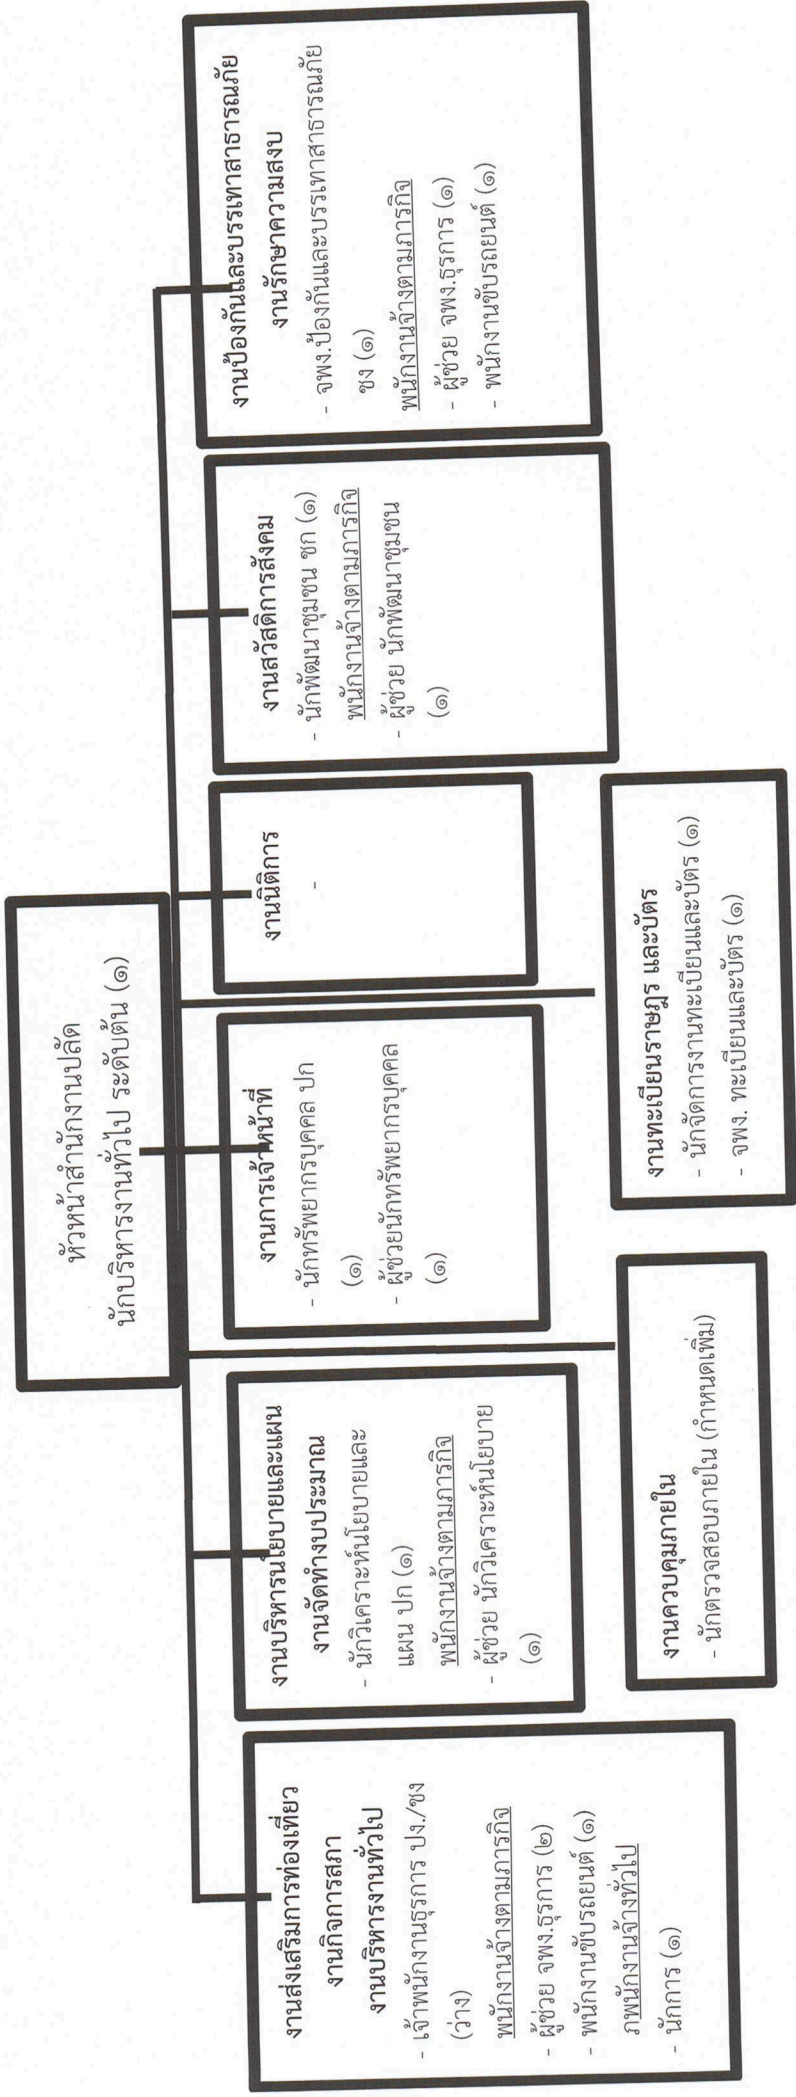 หัวหน้าสำนักงานปลัด
นักบริหารงานทั่วไป ระดับต้น (๑)
งานส่งเสริมการท่องเที่ยว
งานกิจการสภา
งานบริหารงานทั่วไป
- เจ้าพนักงานธุรการ ปง./ชง
(ว่าง)
พนักงานจ้างตามภารกิจ
- ผู้ช่วย จพง.ธุรการ (๒)
- พนักงานขับรถยนต์ (๑)
ภพนักงานจ้างทั่วไป
- นักการ (๑)
งานบริหารนโยบายและแผน
งานจัดทำงบประมาณ
- นักวิเคราะห์นโยบายและ
แผน ปก (๑)
พนักงานจ้างตามภารกิจ
- ผู้ช่วย นักวิเคราะห์นโยบาย
(๑)
งานการเจ้าหน้าที่
- นักทรัพยากรบุคคล ปก
(๑)
- ผู้ช่วยนักทรัพยากรบุคคล
(๑)
งานนิติการ
-
งานสวัสดิการสังคม
- นักพัฒนาชุมชน ชก (๑)
พนักงานจ้างตามภารกิจ
- ผู้ช่วย นักพัฒนาชุมชน
(๑)
งานป้องกันและบรรเทาสาธารณภัย
งานรักษาความสงบ
- จพง.ป้องกันและบรรเทาสาธารณภัย
ชง (๑)
พนักงานจ้างตามภารกิจ
- ผู้ช่วย จพง.ธุรการ (๑)
- พนักงานขับรถยนต์ (๑)
งานควบคุมภายใน
- นักตรวจสอบภายใน (กำหนดเพิ่ม)
งานทะเบียนราษฎร และบัตร
- นักจัดการงานทะเบียนและบัตร (๑)
- จพง. ทะเบียนและบัตร (๑)